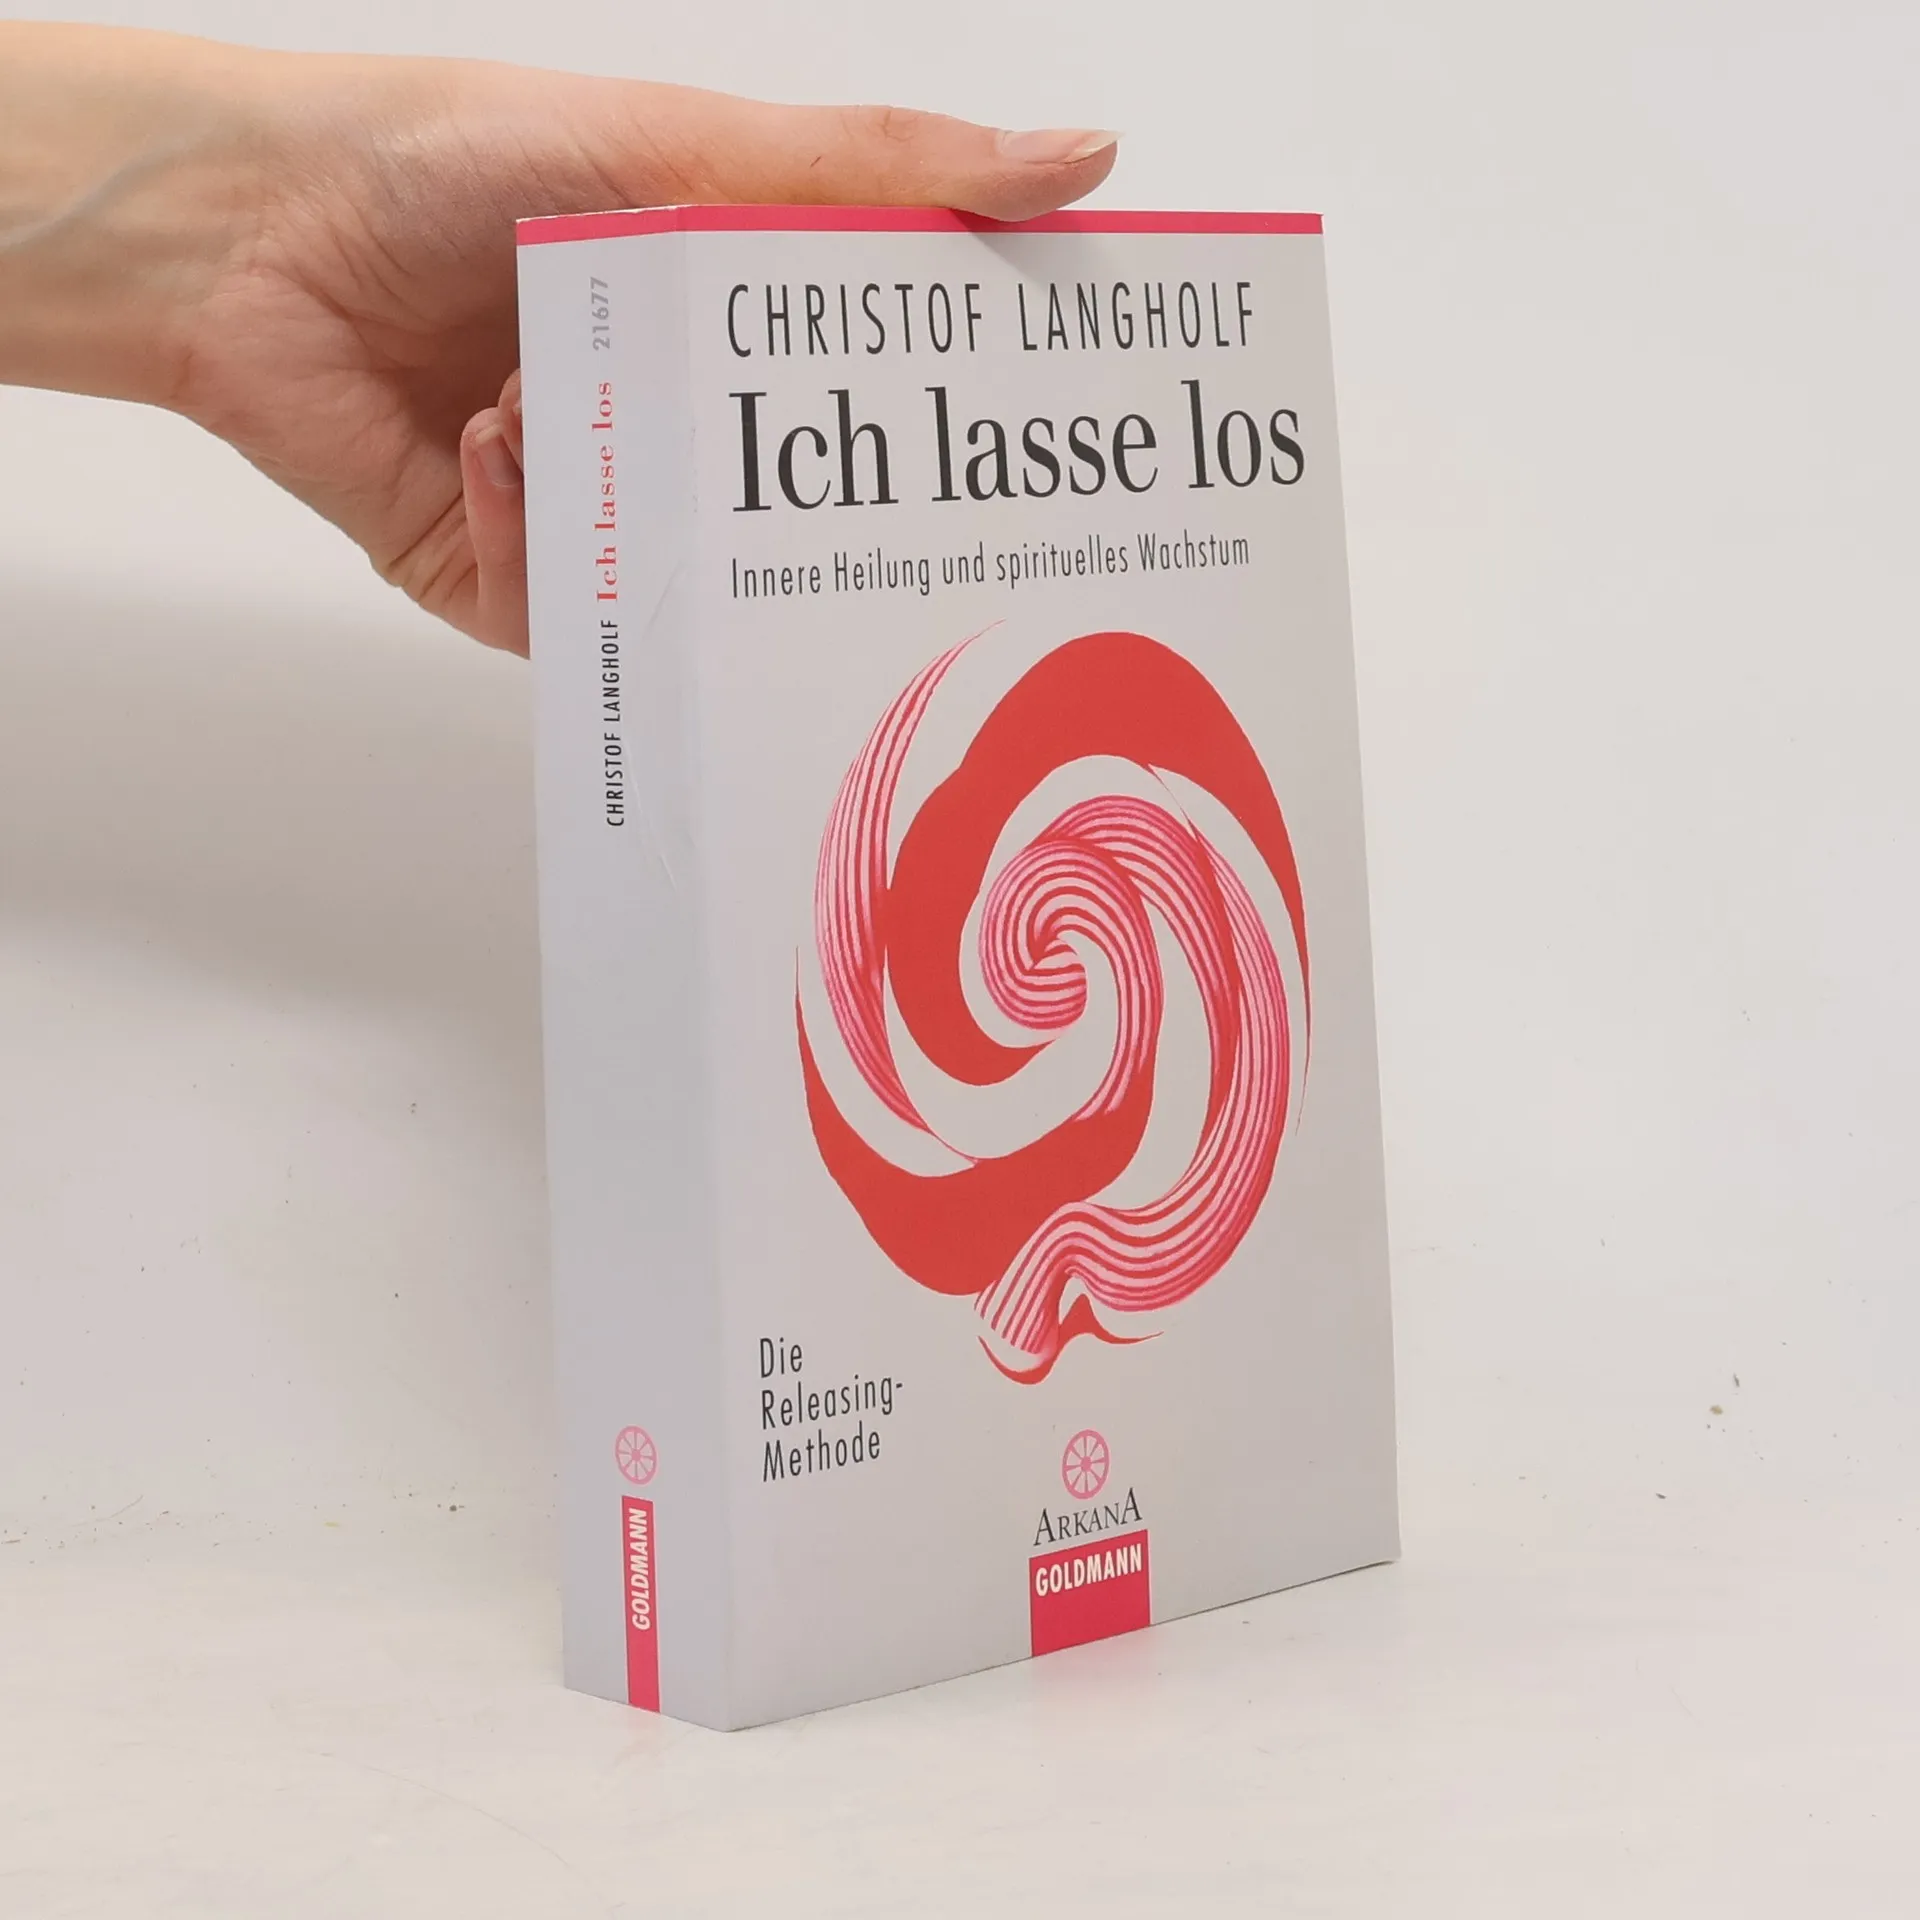 21677
Ich lasse los
CHRISTOF LANGHOLF
GOLDMANN
CHRISTOF LANGHOLF
Ich lasse los
Innere Heilung und spirituelles Wachstum
Die
Releasing-
Methode
ARKANA
GOLDMANN